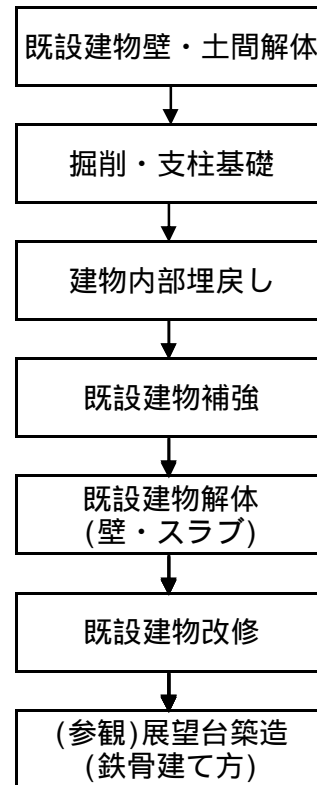 既設建物壁・土間解体
掘削・支柱基礎
建物内部埋戻し
既設建物補強
既設建物解体
(壁・スラブ)
既設建物改修
(参観)展望台築造
(鉄骨建て方)